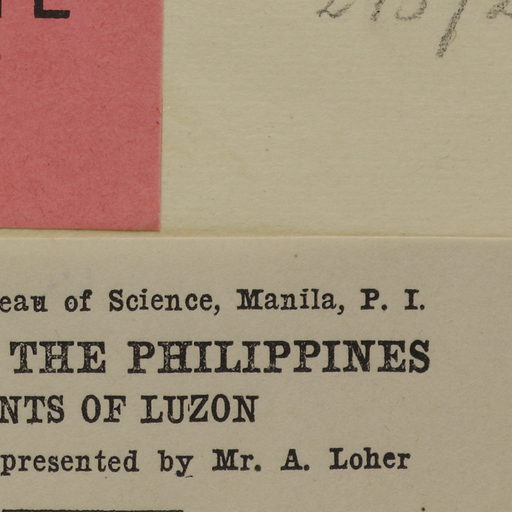 eau of Science, Manila, P. I.
THE PHILIPPINES
NTS OF LUZON
presented by Mr. A. Loher